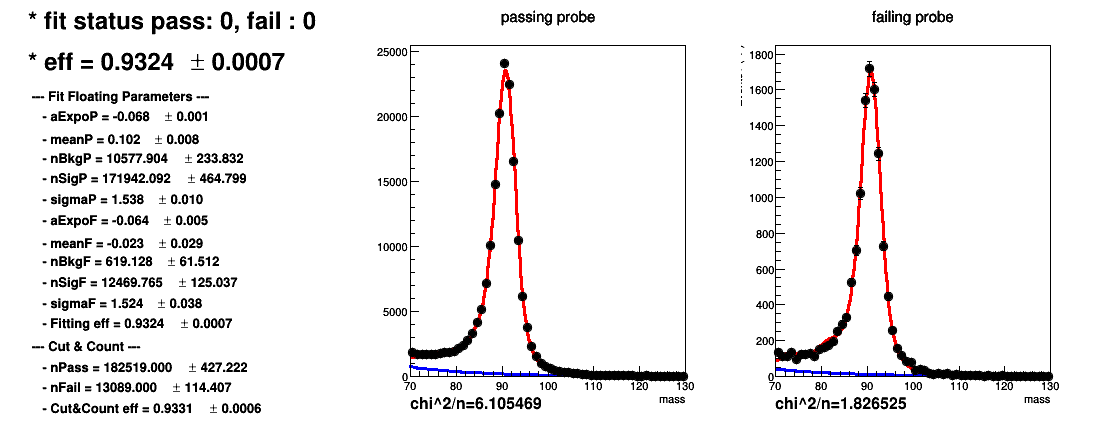 * fit status pass: 0, fail : 0
* eff = 0.9324 ± 0.0007
--- Fit Floating Parameters ---
- aExpoP = -0.068 ± 0.001
- meanP = 0.102 ± 0.008
- nBkgP = 10577.904 ± 233.832
- nSigP = 171942.092 ± 464.799
- sigmaP = 1.538 ± 0.010
- aExpoF = -0.064 ± 0.005
- meanF = -0.023 ± 0.029
- nBkgF = 619.128 ± 61.512
- nSigF = 12469.765 ± 125.037
- sigmaF = 1.524 ± 0.038
- Fitting eff = 0.9324 ± 0.0007
--- Cut & Count ---
- nPass = 182519.000 ± 427.222
- nFail = 13089.000 ± 114.407
- Cut&Count eff = 0.9331 ± 0.0006
passing probe
25000
20000
15000
10000
5000
0
70 80 90 100 110 120 130
mass
chi^2/n=6.105469
failing probe
1800
1600
1400
1200
1000
800
600
400
200
0
70 80 90 100 110 120 130
mass
chi^2/n=1.826525